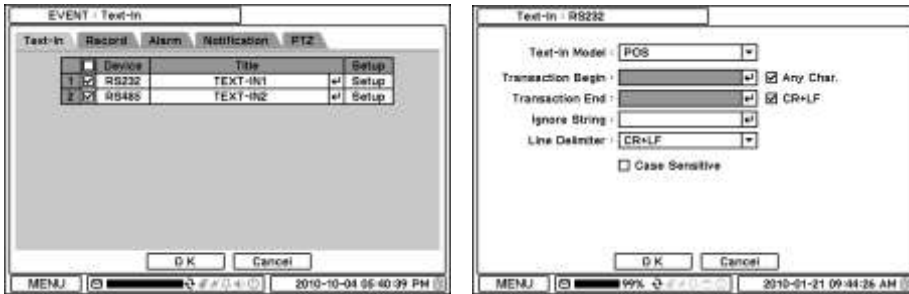 EVENT : Text-In
Text-In Record Alarm Notification PTZ
Device Title Setup
1 RS232 TEXT-IN1 Setup
2 RS485 TEXT-IN2 Setup
OK Cancel
MENU 2010-10-04 05:40:39 PM
Text-In : RS232
Text-In Model : POS
Transaction Begin : Any Char.
Transaction End : CR+LF
Ignore String :
Line Delimiter : CR+LF
Case Sensitive
OK Cancel
MENU 99% 2010-01-21 09:44:26 AM